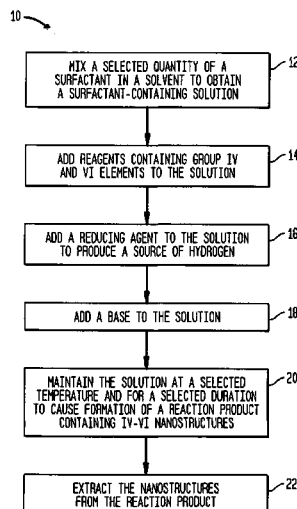 10
MIX A SELECTED QUANTITY OF A
SURFACTANT IN A SOLVENT TO OBTAIN
A SURFACTANT-CONTAINING SOLUTION
12
ADD REAGENTS CONTAINING GROUP IV
AND VI ELEMENTS TO THE SOLUTION
14
ADD A REDUCING AGENT TO THE SOLUTION
TO PRODUCE A SOURCE OF HYDROGEN
16
ADD A BASE TO THE SOLUTION
18
MAINTAIN THE SOLUTION AT A SELECTED
TEMPERATURE AND FOR A SELECTED DURATION
TO CAUSE FORMATION OF A REACTION PRODUCT
CONTAINING IV-VI NANOSTRUCTURES
20
EXTRACT THE NANOSTRUCTURES
FROM THE REACTION PRODUCT
22